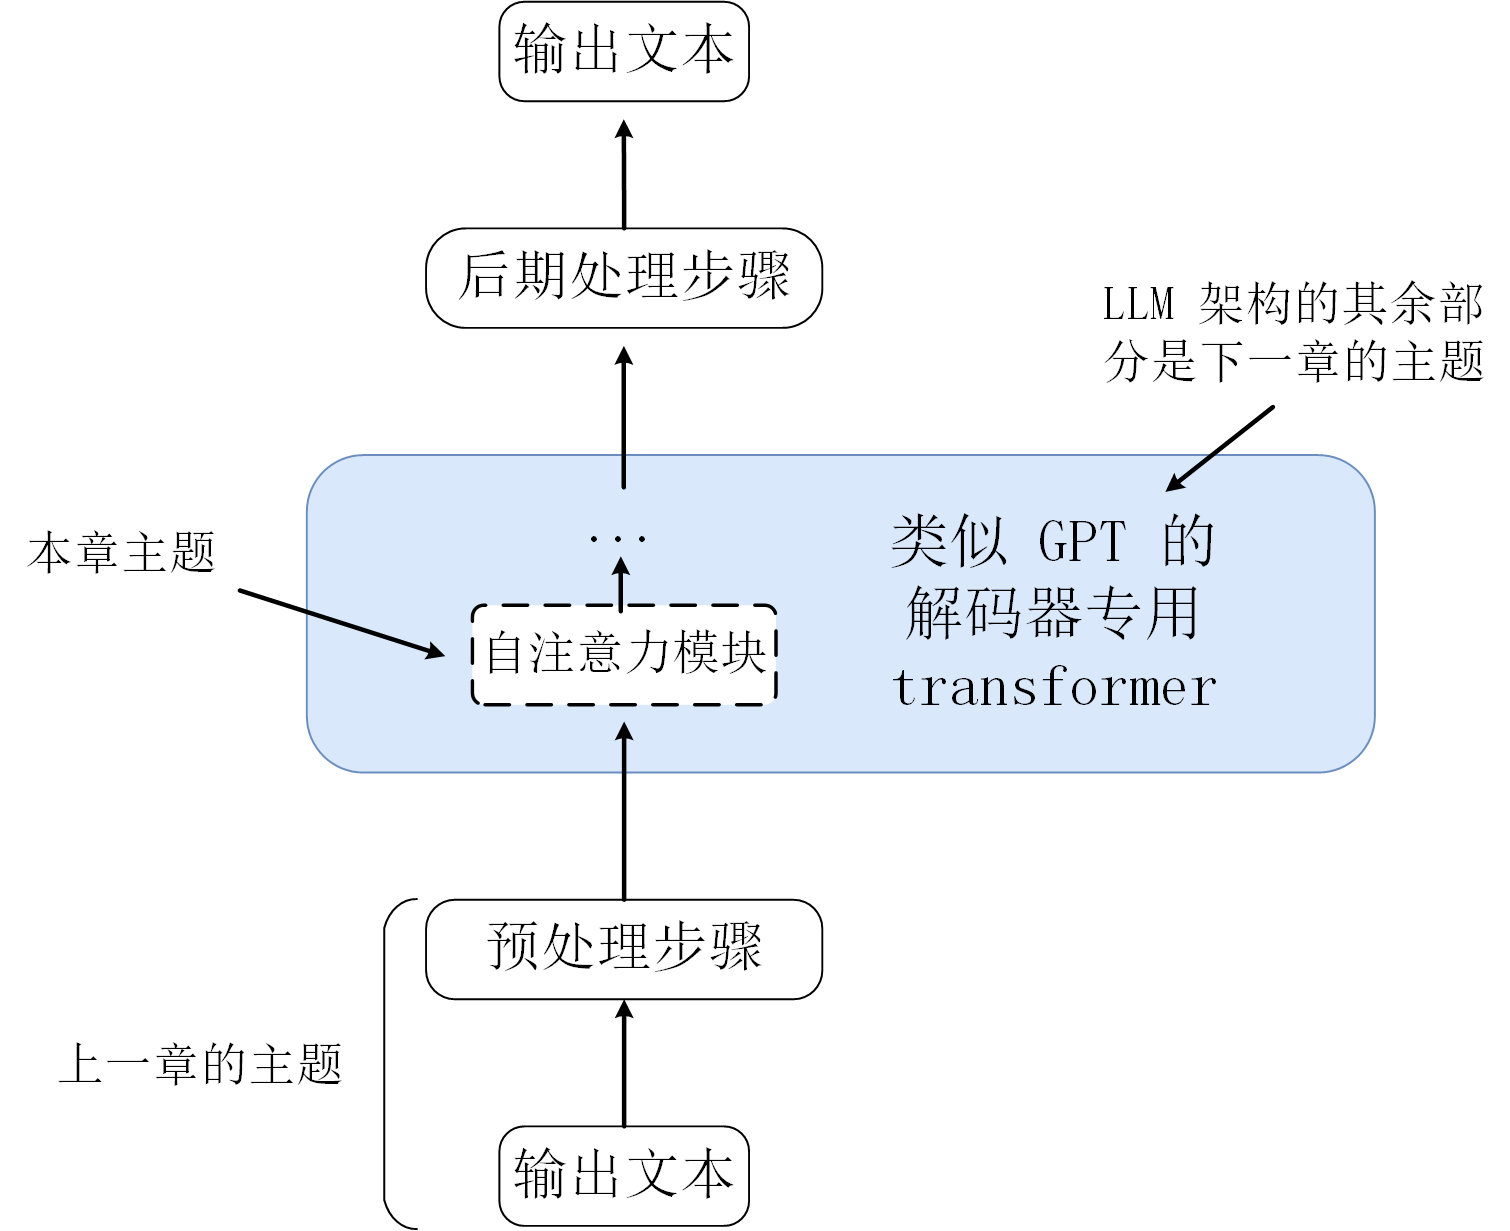 输出文本
后期处理步骤
LLM 架构的其余部
分是下一章的主题
本章主题
...
类似 GPT 的
解码器专用
transformer
自注意力模块
预处理步骤
上一章的主题
输出文本